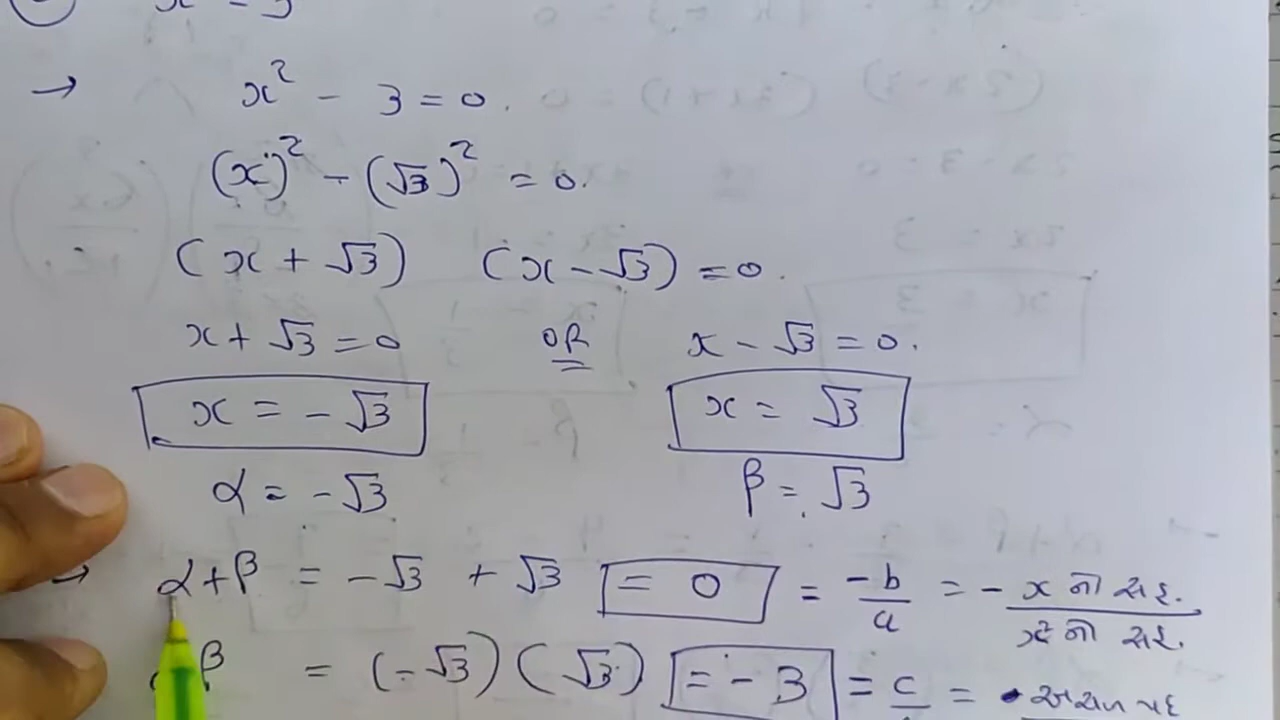 → x² - 3 = 0.
(x)² - (√3)² = 0.
∴ (x + √3) (x - √3) = 0.
x + √3 = 0 OR x - √3 = 0.
x = -√3 x = √3
α = -√3 β = √3
→ α + β = -√3 + √3 = 0 = -b/a = - x નો સહ. / x² નો સહ.
β = (-√3) (√3) = -3 = c =